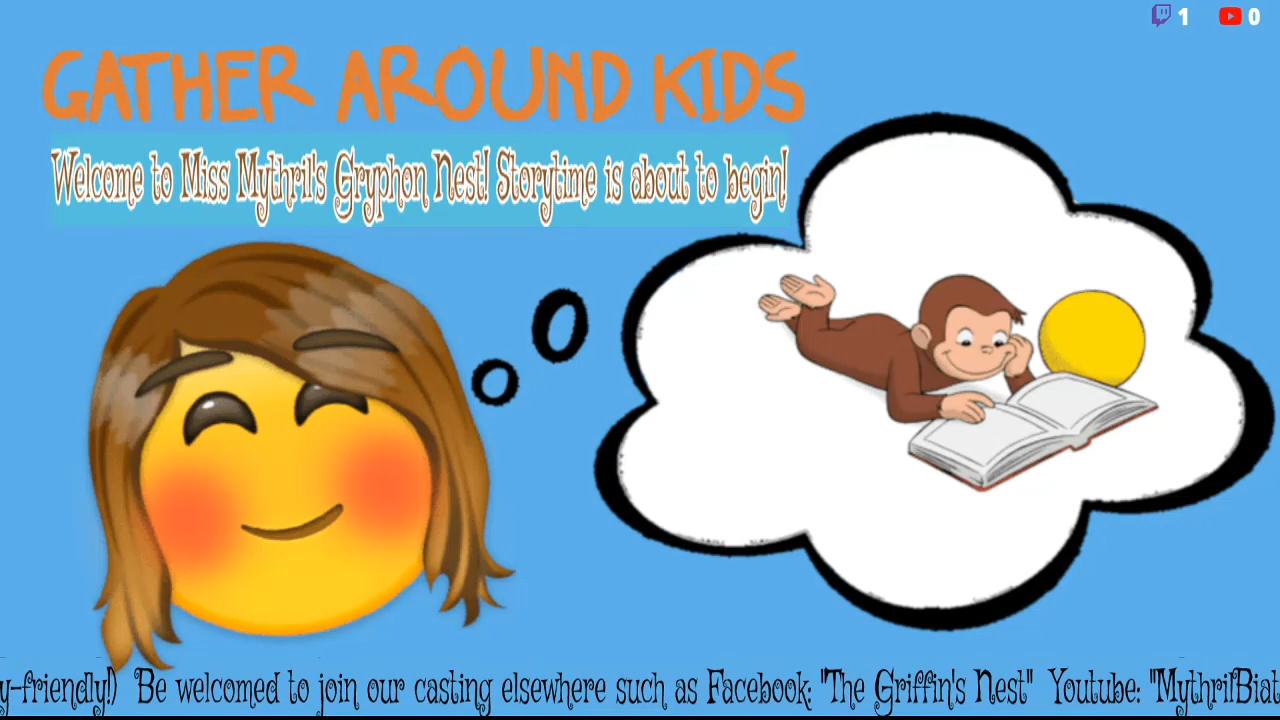 1 0
GATHER AROUND KIDS
Welcome to Miss Mythril's Gryphon Nest! Storytime is about to begin!
y-friendly!) Be welcomed to join our casting elsewhere such as Facebook: "The Griffin's Nest" Youtube: "MythrilBiat